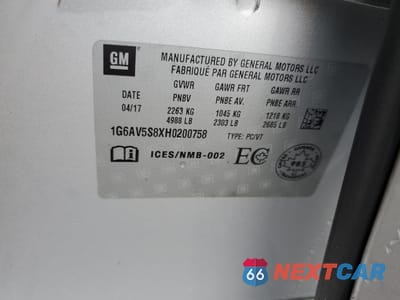 GM
MANUFACTURED BY GENERAL MOTORS LLC
FABRIQUÉ PAR GENERAL MOTORS LLC
GVWR GAWR FRT GAWR RR
04/17 PNBV PNBE AV. PNBE ARR.
2263 KG 1045 KG 1218 KG
4988 LB 2303 LB 2685 LB
1G6AV5S8XH0200758 TYPE: PC/VT
ICES/NMB-002 EC
66 NEXTCAR